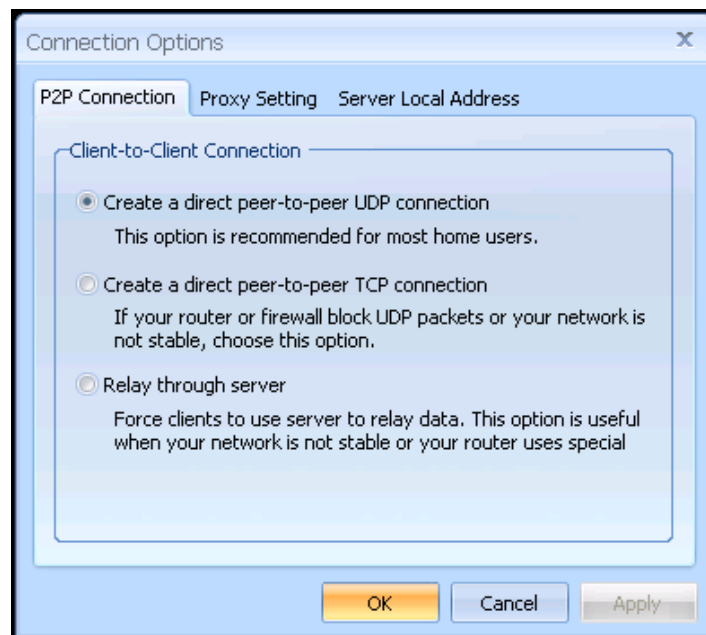 Connection Options
P2P Connection
Proxy Setting
Server Local Address
Client-to-Client Connection
Create a direct peer-to-peer UDP connection
This option is recommended for most home users.
Create a direct peer-to-peer TCP connection
If your router or firewall block UDP packets or your network is
not stable, choose this option.
Relay through server
Force clients to use server to relay data. This option is useful
when your network is not stable or your router uses special
OK
Cancel
Apply